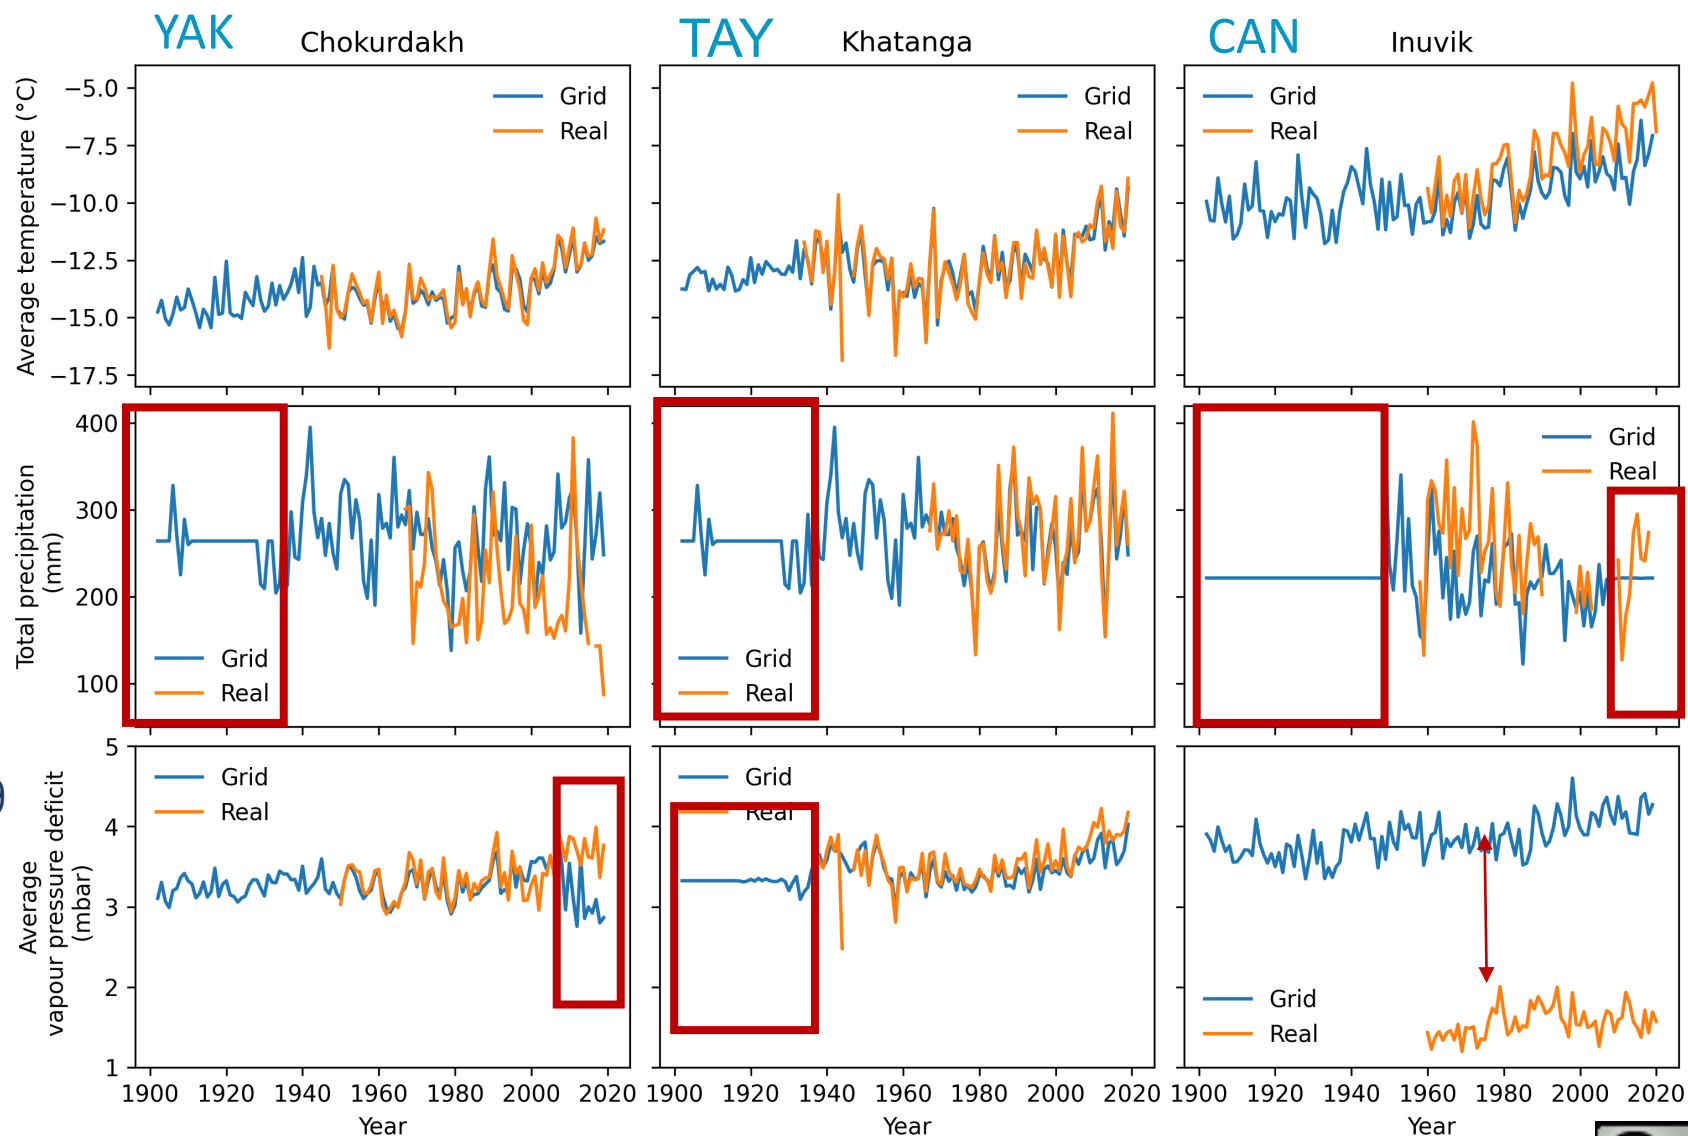 YAK Chokurdakh TAY Khatanga CAN Inuvik
Average temperature (°C)
−5.0
−7.5
−10.0
−12.5
−15.0
−17.5
Grid
Real
Grid
Real
Grid
Real
Total precipitation
(mm)
400
300
200
100
Grid
Real
Grid
Real
Grid
Real
Average
vapour pressure deficit
(mbar)
5
4
3
2
1
Grid
Real
Grid
Real
Grid
Real
1900 1920 1940 1960 1980 2000 2020 1900 1920 1940 1960 1980 2000 2020 1900 1920 1940 1960 1980 2000 2020
Year Year Year